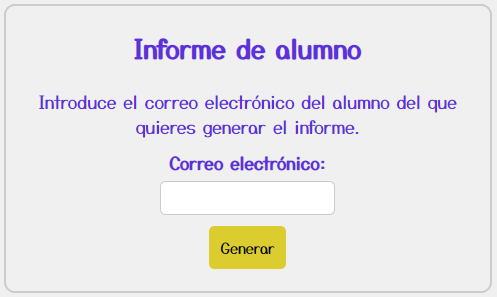 Informe de alumno
Introduce el correo electrónico del alumno del que
quieres generar el informe.
Correo electrónico:
Generar